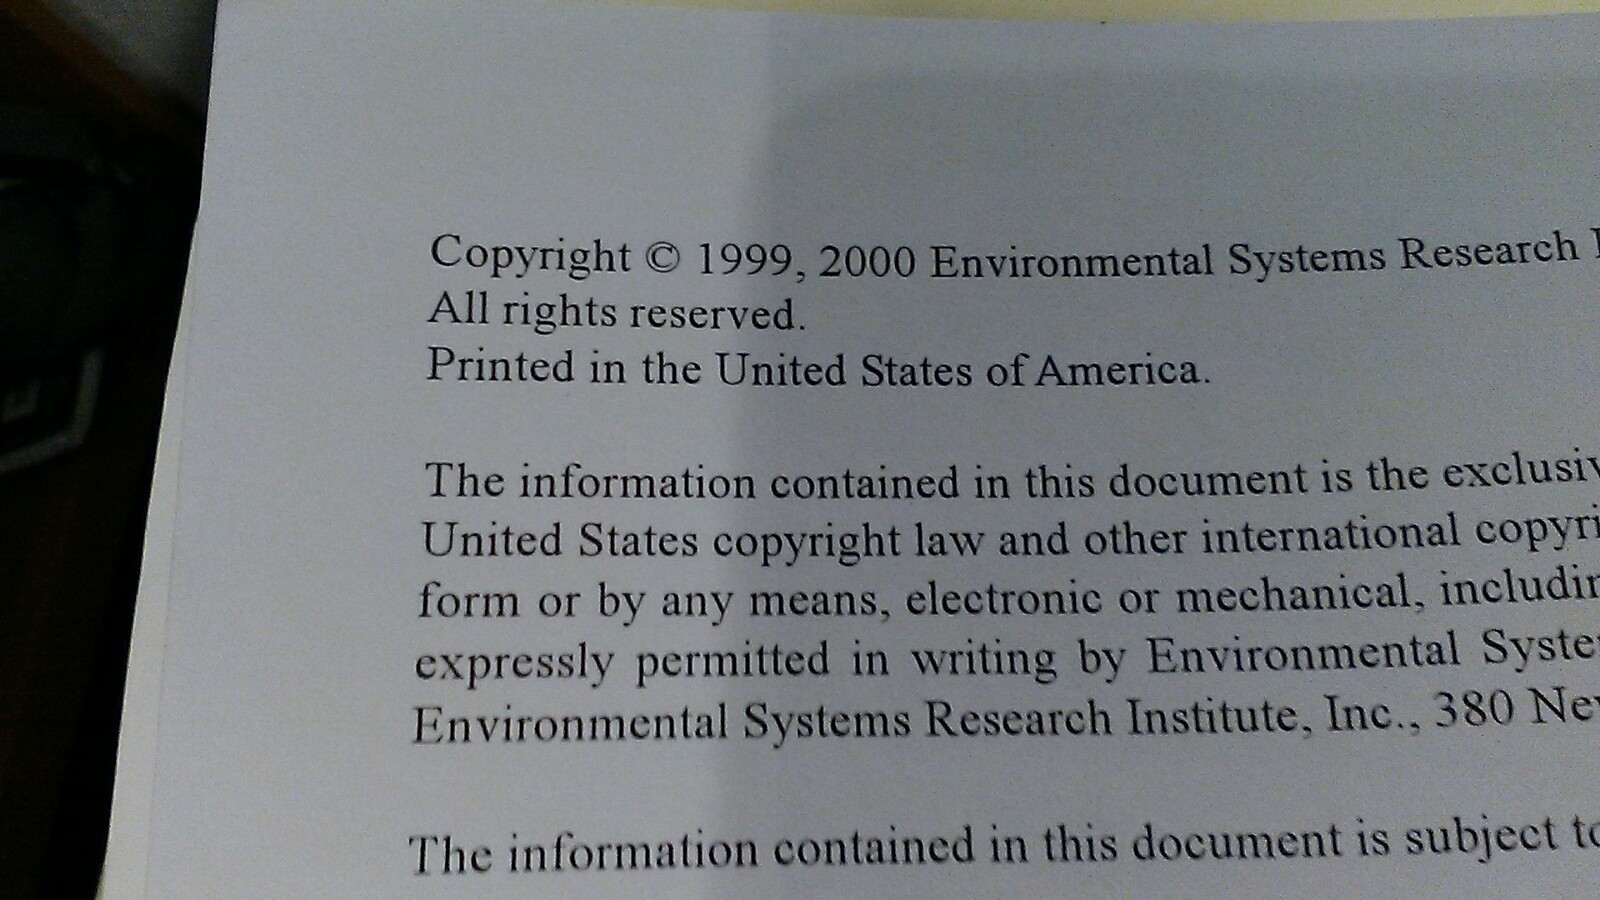 Copyright © 1999, 2000 Environmental Systems Research
All rights reserved.
Printed in the United States of America.
The information contained in this document is the
United States copyright law and other international
form or by any means, electronic or mechanical,
expressly permitted in writing by Environmental
Environmental Systems Research Institute, Inc., 380
The information contained in this document is subject